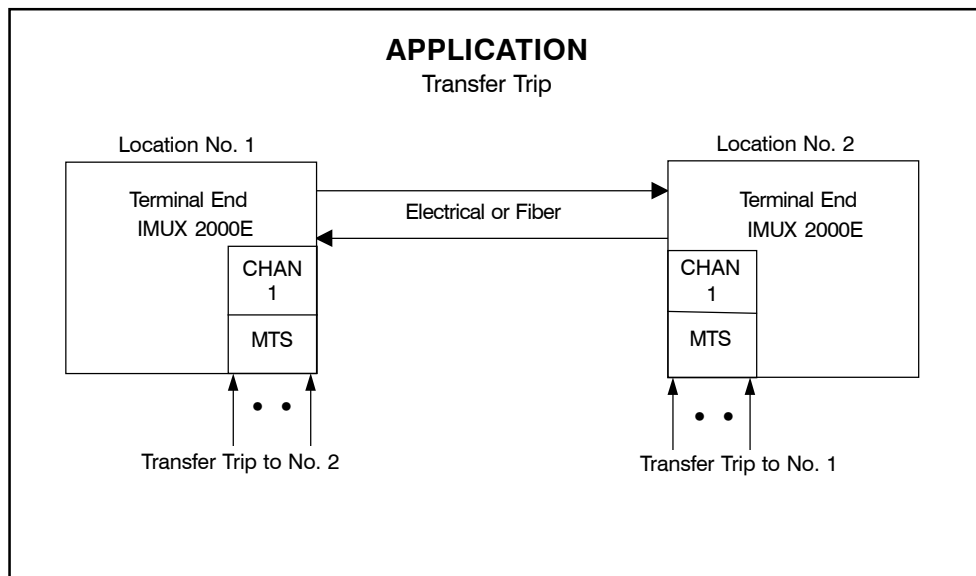 APPLICATION
Transfer Trip
Location No. 1
Location No. 2
Terminal End
IMUX 2000E
Electrical or Fiber
Terminal End
IMUX 2000E
CHAN
1
MTS
CHAN
1
MTS
Transfer Trip to No. 2
Transfer Trip to No. 1